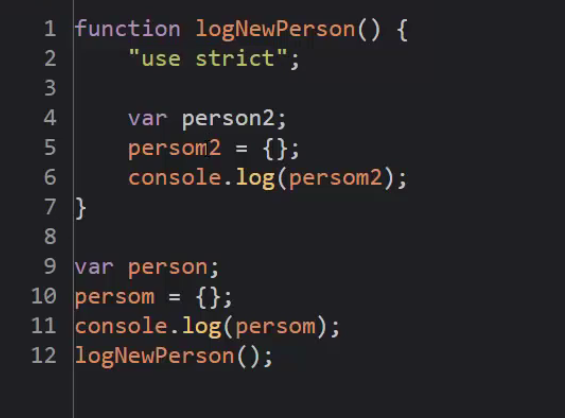 1 function logNewPerson() {
2     "use strict";
3
4     var person2;
5     persom2 = {};
6     console.log(persom2);
7 }
8
9 var person;
10 persom = {};
11 console.log(persom);
12 logNewPerson();